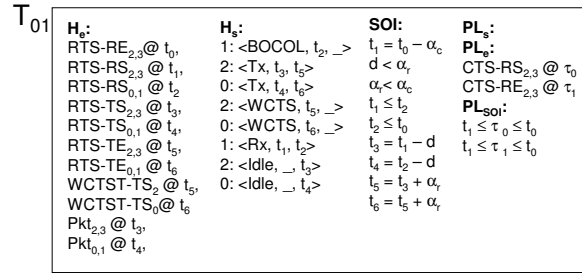 T01
He:
RTS-RE2,3@ t0,
RTS-RS2,3@ t1,
RTS-RS0,1@ t2
RTS-TS2,3@ t3,
RTS-TS0,1@ t4,
RTS-TE2,3@ t5,
RTS-TE0,1@ t6
WCTST-TS2 @ t5,
WCTST-TS0@ t6
Pkt2,3@ t3,
Pkt0,1@ t4,
Hs:
1: <BOCOL, t2, _>
2: <Tx, t3, t5>
0: <Tx, t4, t6>
2: <WCTS, t5, _>
0: <WCTS, t6, _>
1: <Rx, t1, t2>
2: <Idle, _, t3>
0: <Idle, _, t4>
SOI:
t1 = t0 – αc
d < αr
αr< αc
t1 ≤ t2
t2 ≤ t0
t3 = t1 – d
t4 = t2 – d
t5 = t3 + αr
t6 = t5 + αr
PLs:
PLe:
CTS-RS2,3@ τ0
CTS-RE2,3@ τ1
PLSOI:
t1 ≤ τ0 ≤ t0
t1 ≤ τ1 ≤ t0